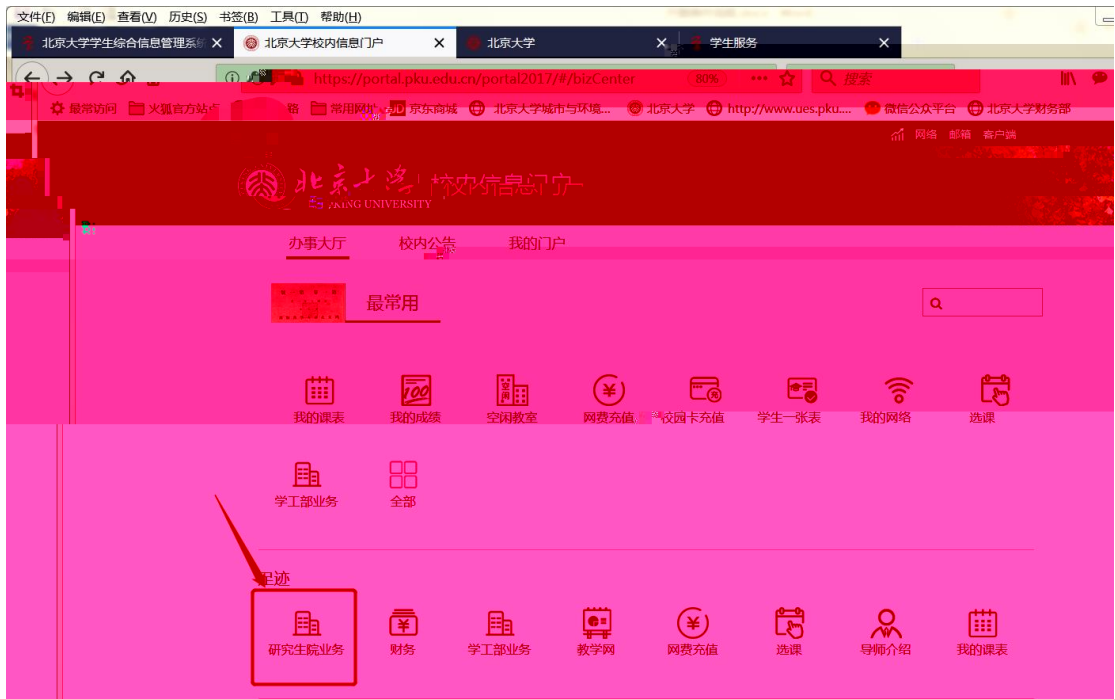 文件(F) 编辑(E) 查看(V) 历史(S) 书签(B) 工具(T) 帮助(H)
北京大学学生综合信息管理系统 北京大学校内信息门户 北京大学 学生服务
https://portal.pku.edu.cn/portal2017/#/bizCenter 80% 搜索
最常访问 火狐官方站点 常用网址 京东商城 北京大学城市与环境... 北京大学 http://www.ues.pku.... 微信公众平台 北京大学财务部
网络 邮箱 客户端
北京大学 校内信息门户
UNIVERSITY
办事大厅 校内公告 我的门户
最常用
我的课表 我的成绩 空闲教室 网费充值 校园卡充值 学生一张表 我的网络 选课
学工部业务 全部
足迹
研究生院业务 财务 学工部业务 教学网 网费充值 选课 导师介绍 我的课表